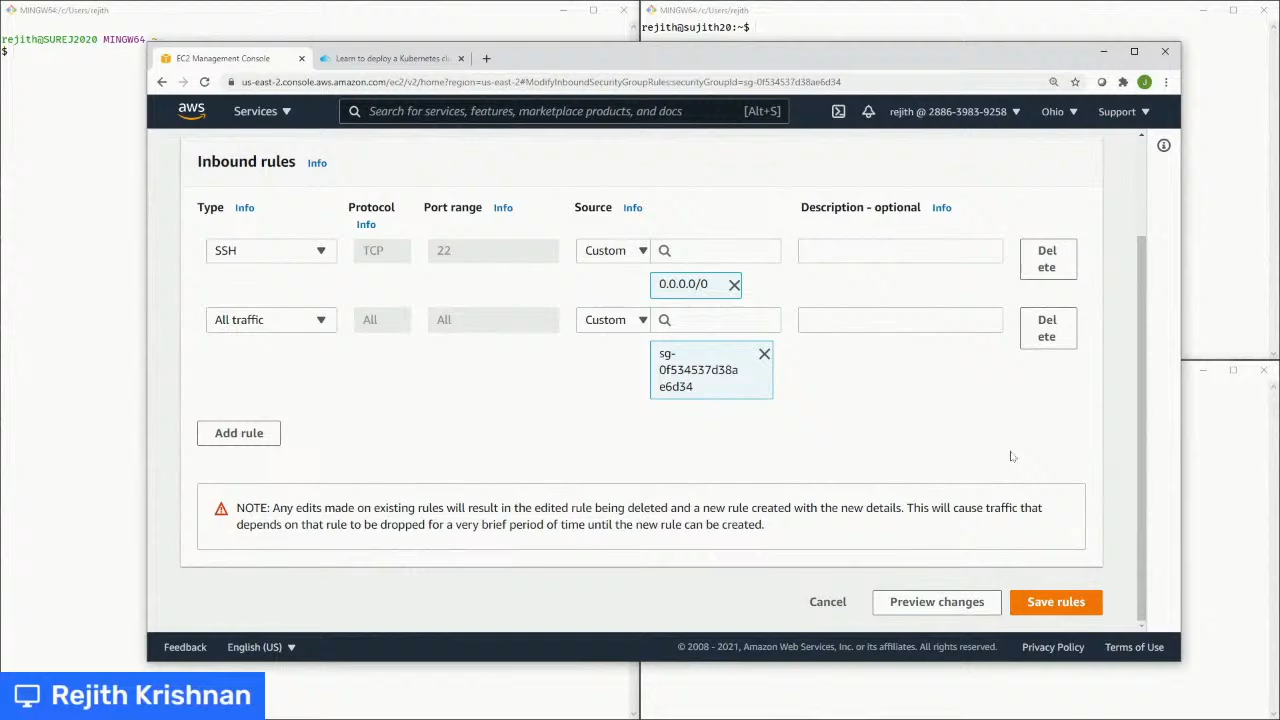 MINGW64:/c/Users/rejith
MINGW64:/c/Users/rejith
rejith@SUREJ2020 MINGW64 ~
$
rejith@sujith20:~$
EC2 Management Console
Learn to deploy a Kubernetes clu
us-east-2.console.aws.amazon.com/ec2/v2/home?region=us-east-2#ModifyInboundSecurityGroupRules:securityGroupId=sg-0f534537d38ae6d34
J
aws
Services
Search for services, features, marketplace products, and docs
[Alt+S]
rejith @ 2886-3983-9258
Ohio
Support
Inbound rules Info
Type Info
Protocol
Info
Port range Info
Source Info
Description - optional Info
SSH
TCP
22
Custom
Del
ete
0.0.0.0/0
All traffic
All
All
Custom
Del
ete
sg-
0f534537d38a
e6d34
Add rule
NOTE: Any edits made on existing rules will result in the edited rule being deleted and a new rule created with the new details. This will cause traffic that
depends on that rule to be dropped for a very brief period of time until the new rule can be created.
Cancel
Preview changes
Save rules
Feedback
English (US)
© 2008 - 2021, Amazon Web Services, Inc. or its affiliates. All rights reserved.
Privacy Policy
Terms of Use
Rejith Krishnan